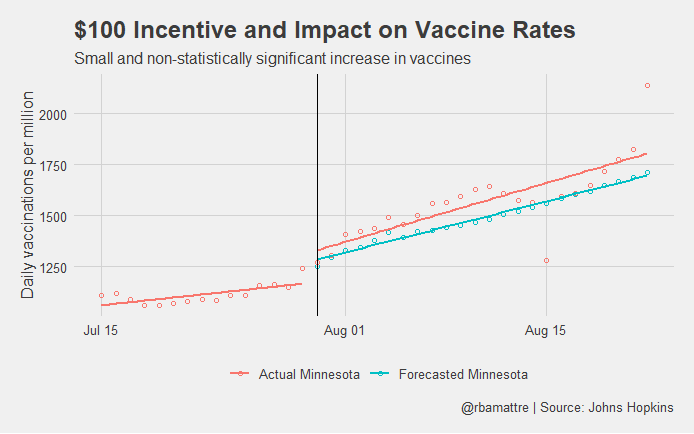 $100 Incentive and Impact on Vaccine Rates
Small and non-statistically significant increase in vaccines
Daily vaccinations per million
2000
1750
1500
1250
Jul 15
Aug 01
Aug 15
Actual Minnesota
Forecasted Minnesota
@rbamattre | Source: Johns Hopkins